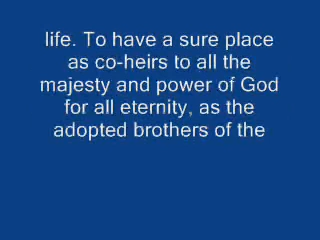 life. To have a sure place
as co-heirs to all the
majesty and power of God
for all eternity, as the
adopted brothers of the